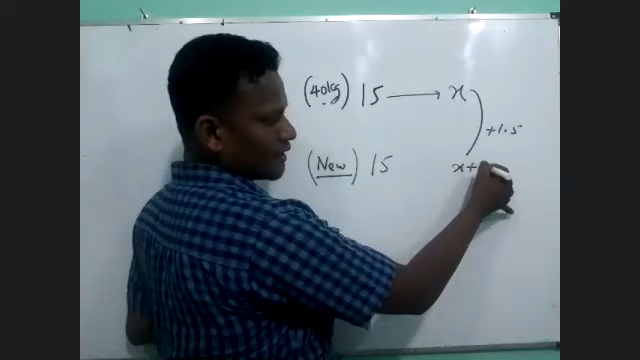 (40kg) 15 → x
+1.5
(New) 15 x+